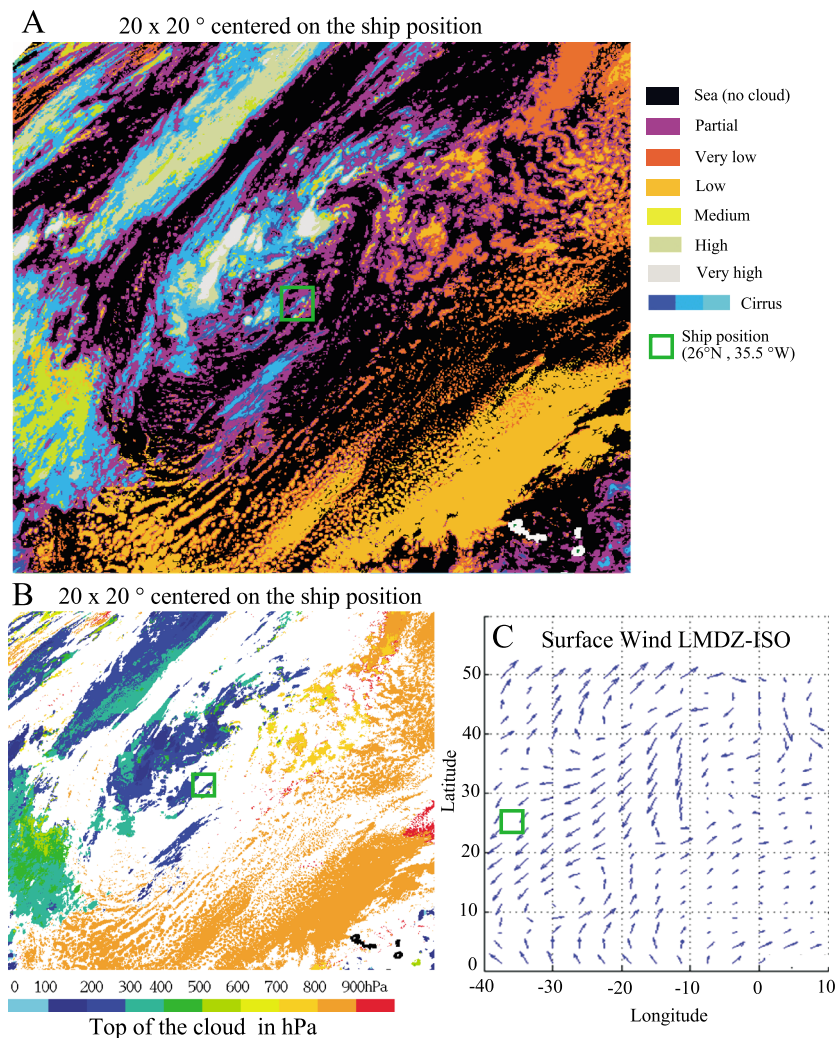 A
20 x 20 ° centered on the ship position
Sea (no cloud)
Partial
Very low
Low
Medium
High
Very high
Cirrus
Ship position
(26°N , 35.5 °W)
B
20 x 20 ° centered on the ship position
0 100 200 300 400 500 600 700 800 900hPa
Top of the cloud in hPa
C
Surface Wind LMDZ-ISO
50
40
30
20
10
0
Latitude
-40 -30 -20 -10 0 10
Longitude